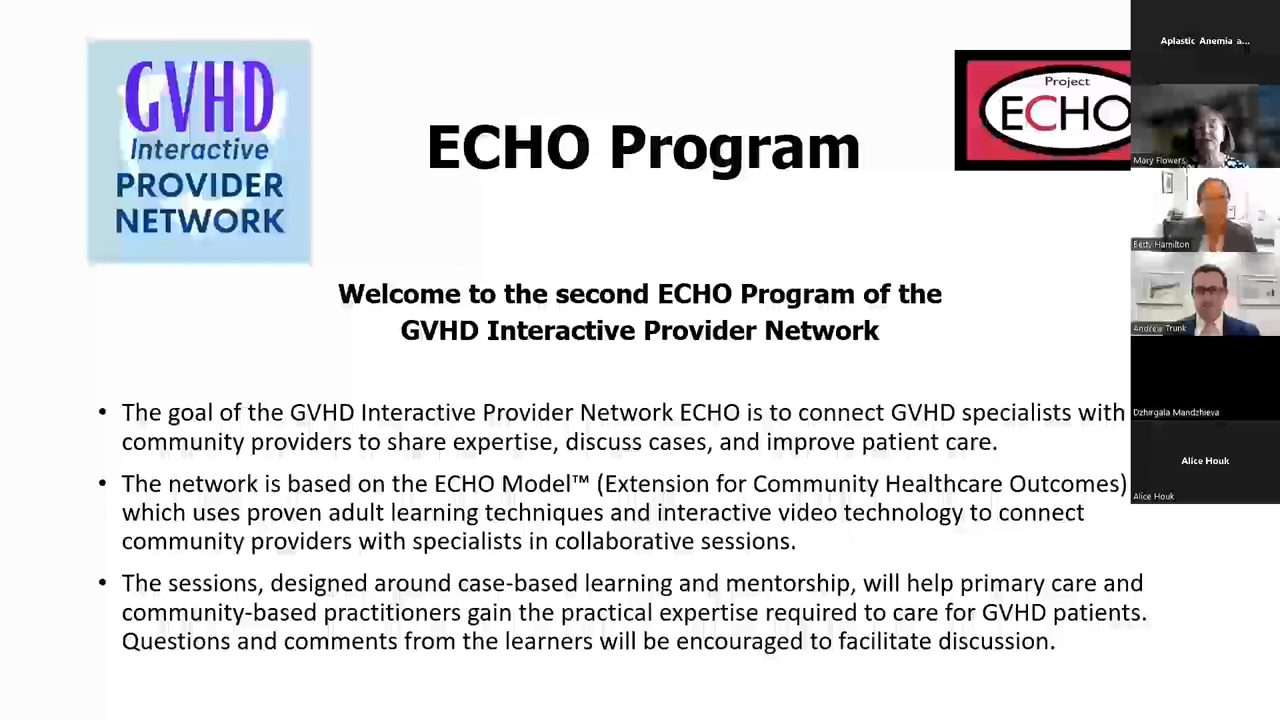 GVHD
Interactive
PROVIDER
NETWORK
ECHO Program
Project
ECHO
Welcome to the second ECHO Program of the
GVHD Interactive Provider Network
• The goal of the GVHD Interactive Provider Network ECHO is to connect GVHD specialists with
community providers to share expertise, discuss cases, and improve patient care.
• The network is based on the ECHO Model™ (Extension for Community Healthcare Outcomes)
which uses proven adult learning techniques and interactive video technology to connect
community providers with specialists in collaborative sessions.
• The sessions, designed around case-based learning and mentorship, will help primary care and
community-based practitioners gain the practical expertise required to care for GVHD patients.
Questions and comments from the learners will be encouraged to facilitate discussion.
Aplastic Anemia a...
Mary Flowers
Betty Hamilton
Andrew Trunk
Dzhirgala Mandzhieva
Alice Houk
Alice Houk